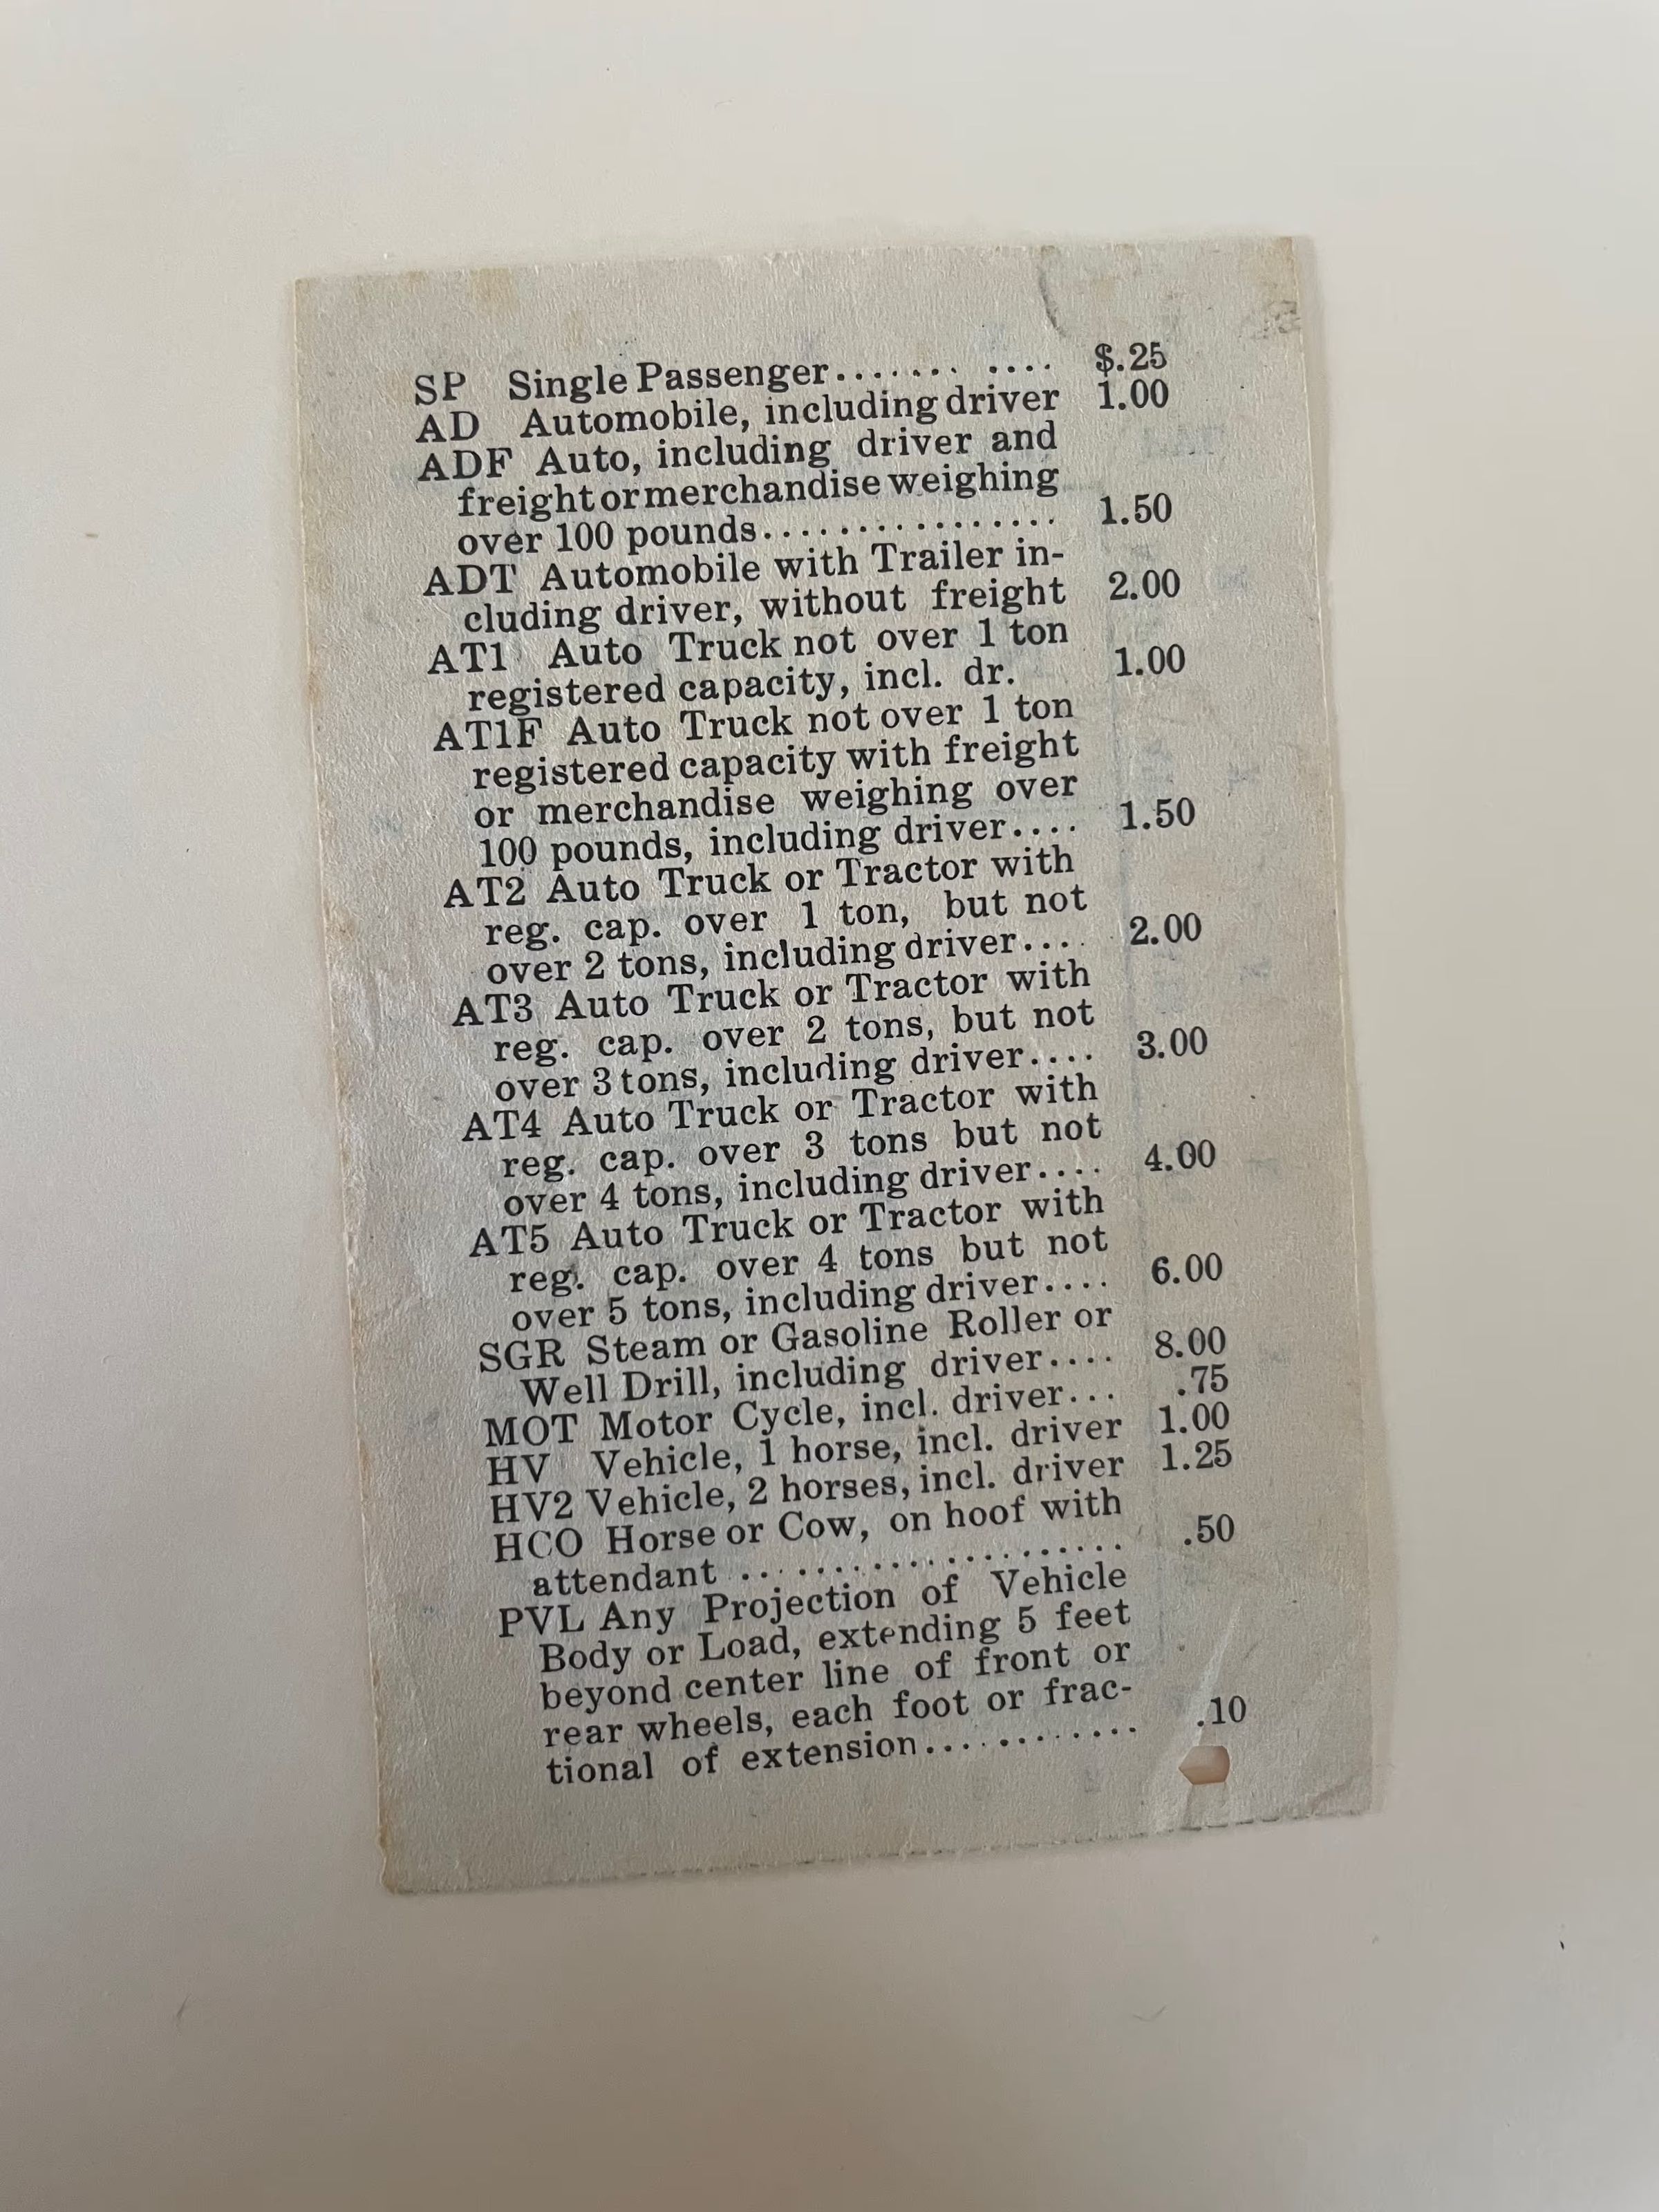 SP Single Passenger....... .... $.25
AD Automobile, including driver 1.00
ADF Auto, including driver and
freight or merchandise weighing
over 100 pounds................ 1.50
ADT Automobile with Trailer in-
cluding driver, without freight 2.00
AT1 Auto Truck not over 1 ton
registered capacity, incl. dr. 1.00
AT1F Auto Truck not over 1 ton
registered capacity with freight
or merchandise weighing over
100 pounds, including driver.... 1.50
AT2 Auto Truck or Tractor with
reg. cap. over 1 ton, but not
over 2 tons, including driver.... 2.00
AT3 Auto Truck or Tractor with
reg. cap. over 2 tons, but not
over 3 tons, including driver.... 3.00
AT4 Auto Truck or Tractor with
reg. cap. over 3 tons but not
over 4 tons, including driver.... 4.00
AT5 Auto Truck or Tractor with
reg. cap. over 4 tons but not
over 5 tons, including driver.... 6.00
SGR Steam or Gasoline Roller or
Well Drill, including driver.... 8.00
MOT Motor Cycle, incl. driver... .75
HV Vehicle, 1 horse, incl. driver 1.00
HV2 Vehicle, 2 horses, incl. driver 1.25
HCO Horse or Cow, on hoof with
attendant .................... .50
PVL Any Projection of Vehicle
Body or Load, extending 5 feet
beyond center line of front or
rear wheels, each foot or frac-
tional of extension............ .10